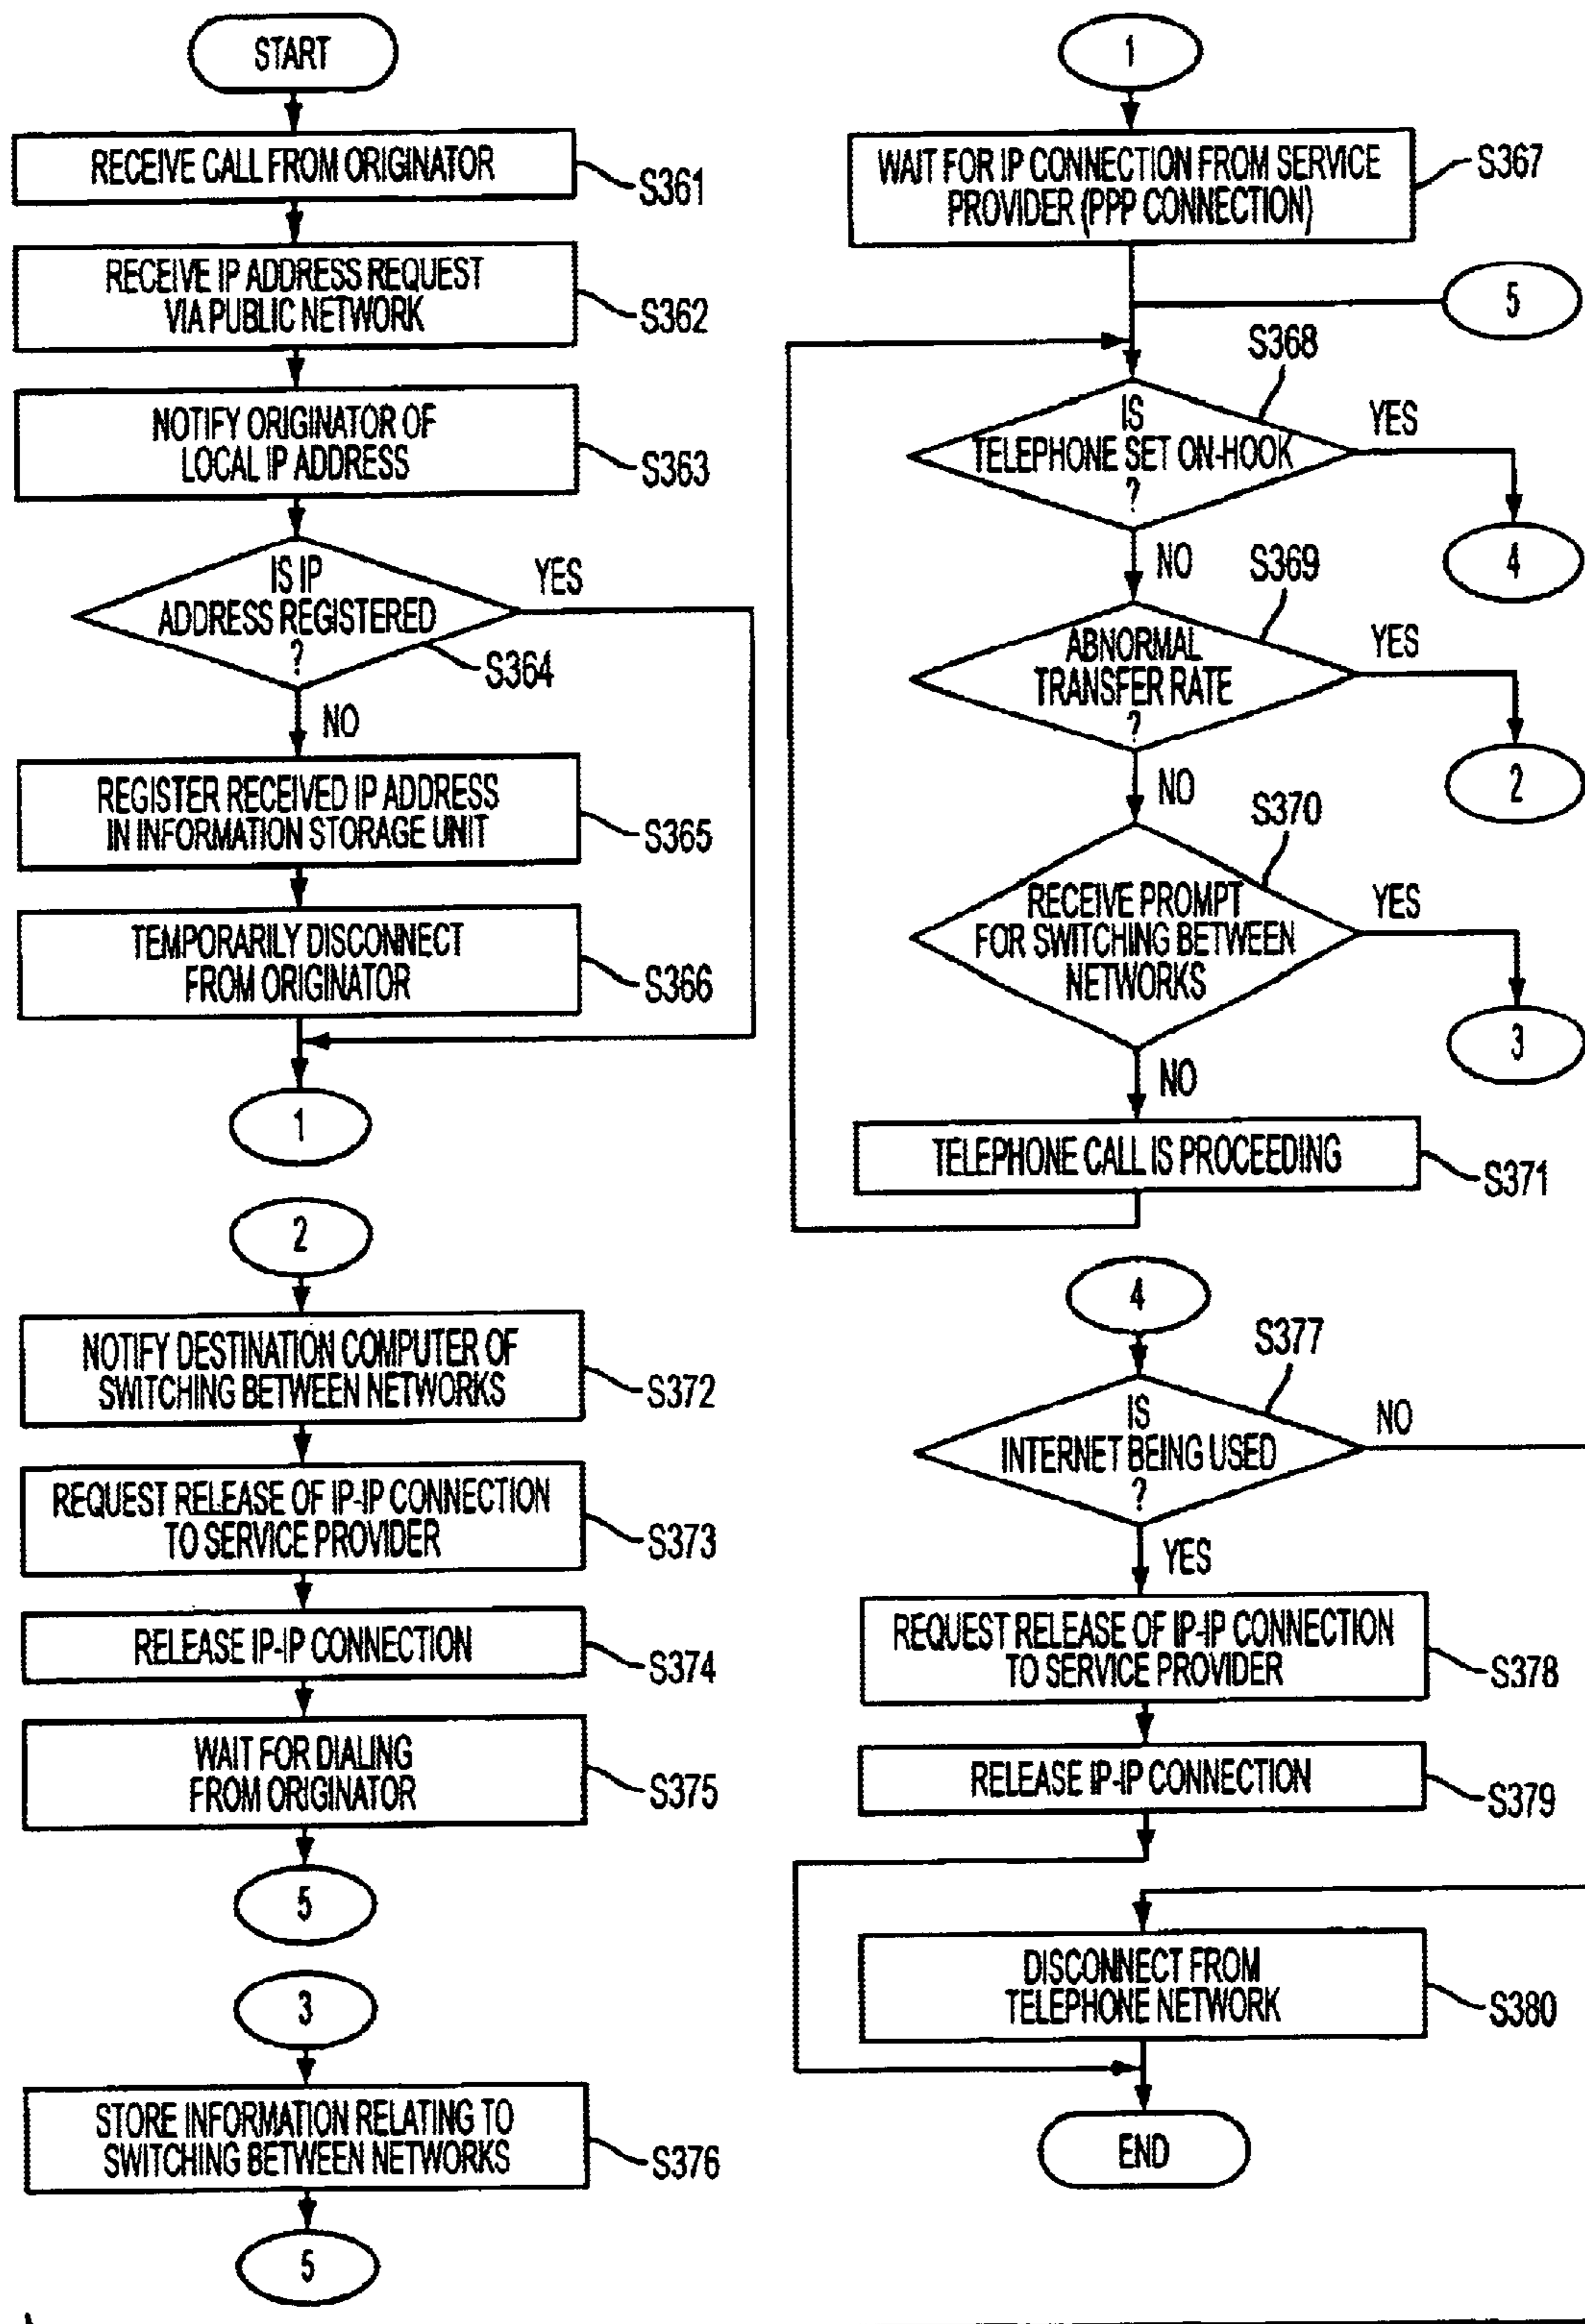 START
RECEIVE CALL FROM ORIGINATOR
S361
RECEIVE IP ADDRESS REQUEST
VIA PUBLIC NETWORK
S362
NOTIFY ORIGINATOR OF
LOCAL IP ADDRESS
S363
IS IP
ADDRESS REGISTERED
?
YES
S364
NO
REGISTER RECEIVED IP ADDRESS
IN INFORMATION STORAGE UNIT
S365
TEMPORARILY DISCONNECT
FROM ORIGINATOR
S366
1
2
NOTIFY DESTINATION COMPUTER OF
SWITCHING BETWEEN NETWORKS
S372
REQUEST RELEASE OF IP-IP CONNECTION
TO SERVICE PROVIDER
S373
RELEASE IP-IP CONNECTION
S374
WAIT FOR DIALING
FROM ORIGINATOR
S375
5
3
STORE INFORMATION RELATING TO
SWITCHING BETWEEN NETWORKS
S376
5
1
WAIT FOR IP CONNECTION FROM SERVICE
PROVIDER (PPP CONNECTION)
S367
5
S368
IS
TELEPHONE SET ON-HOOK
?
YES
4
NO
S369
ABNORMAL
TRANSFER RATE
?
YES
2
NO
S370
RECEIVE PROMPT
FOR SWITCHING BETWEEN
NETWORKS
YES
3
NO
TELEPHONE CALL IS PROCEEDING
S371
4
S377
IS
INTERNET BEING USED
?
NO
YES
REQUEST RELEASE OF IP-IP CONNECTION
TO SERVICE PROVIDER
S378
RELEASE IP-IP CONNECTION
S379
DISCONNECT FROM
TELEPHONE NETWORK
S380
END